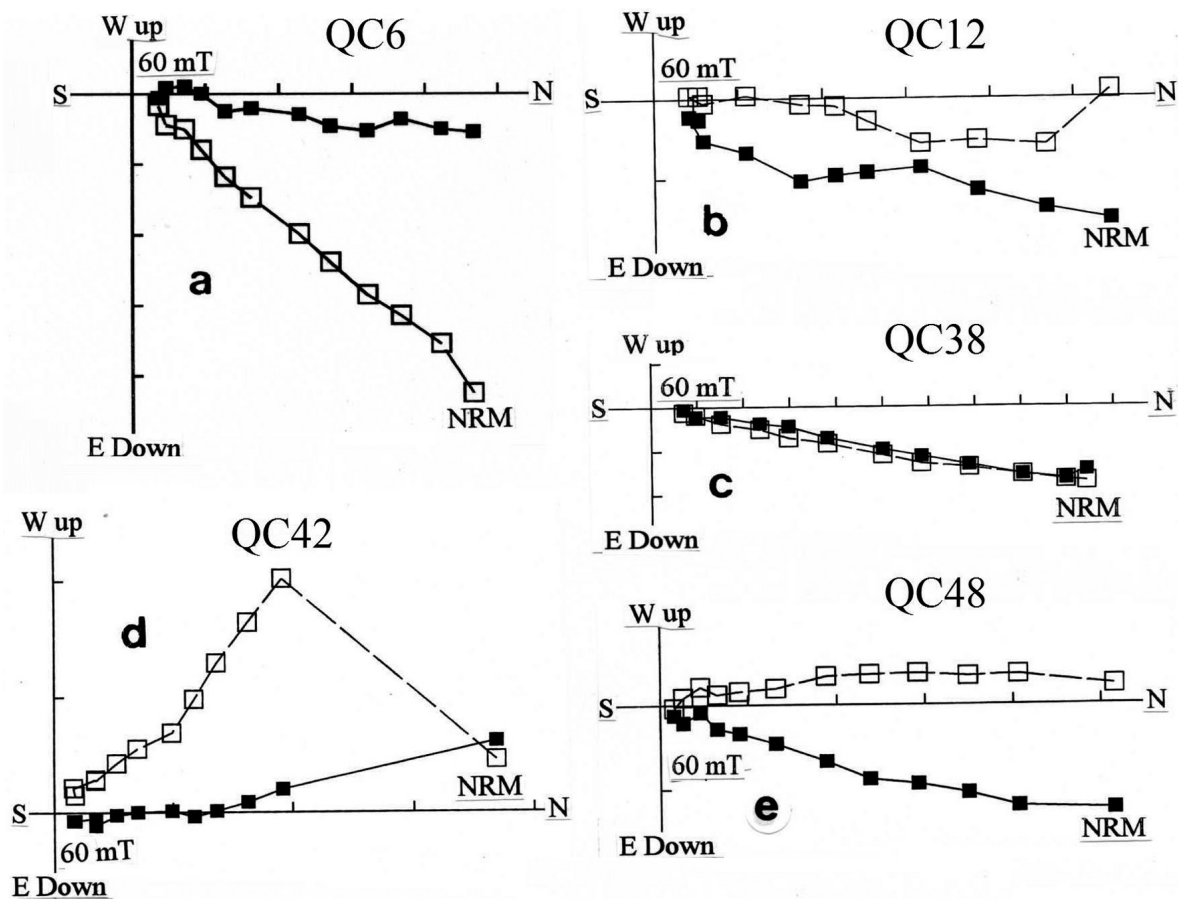 W up
QC6
60 mT
S
N
a
NRM
E Down
W up
QC12
60 mT
S
N
b
NRM
E Down
W up
QC38
60 mT
S
N
c
NRM
E Down
W up
QC42
d
S
N
NRM
60 mT
E Down
W up
QC48
S
N
60 mT
e
NRM
E Down